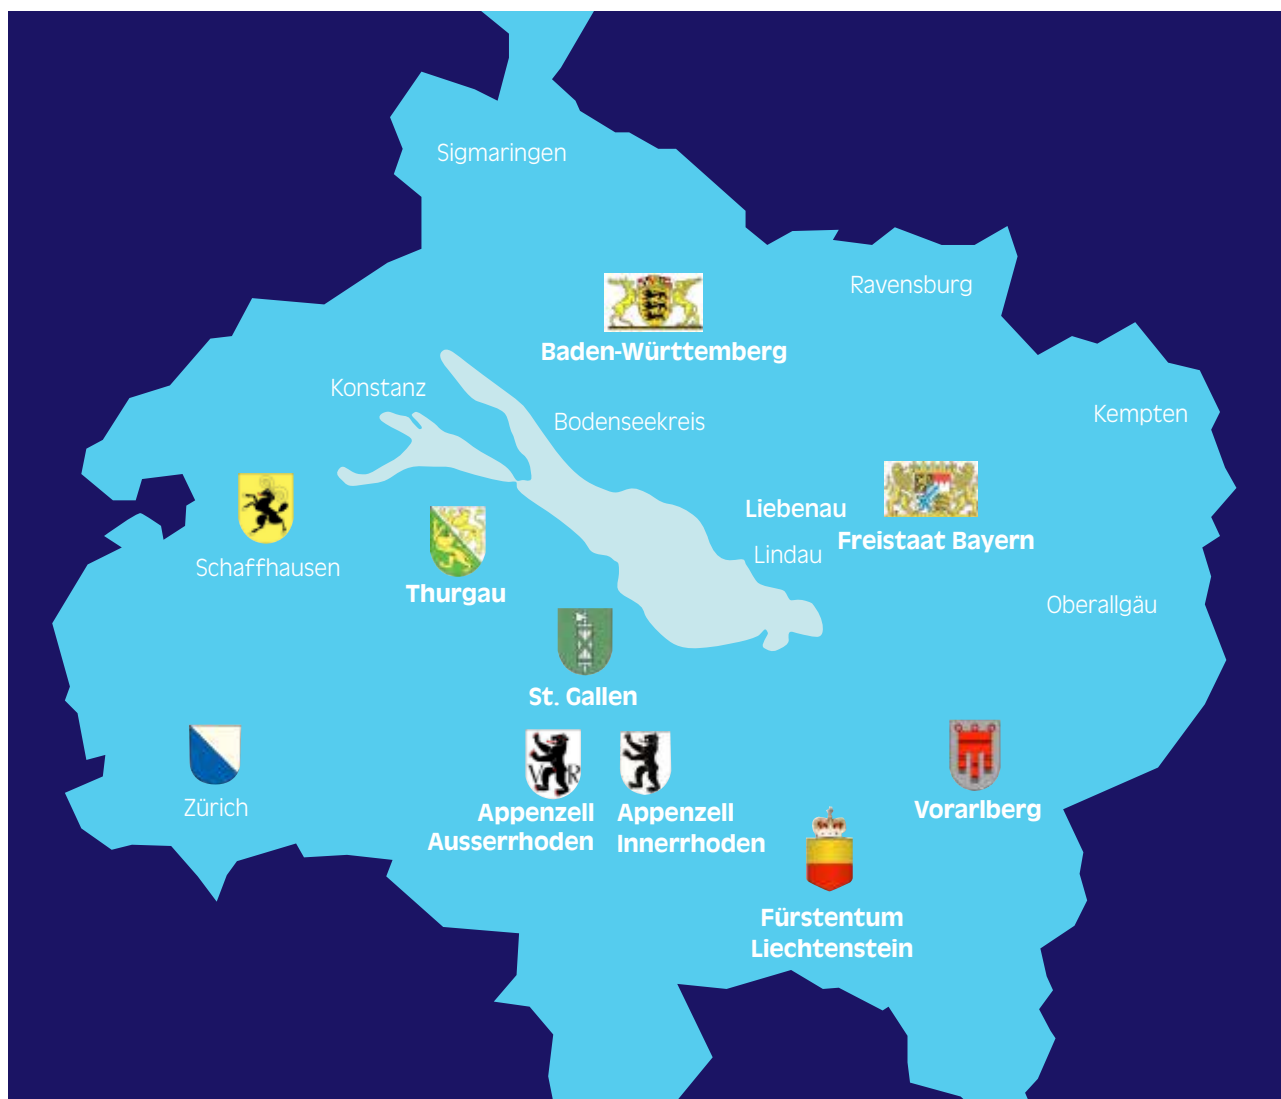 Sigmaringen
Ravensburg
Baden-Württemberg
Konstanz
Bodenseekreis
Kempten
Liebenau
Freistaat Bayern
Lindau
Schaffhausen
Thurgau
Oberallgäu
St. Gallen
V R
Zürich
Appenzell
Ausserrhoden
Appenzell
Innerrhoden
Vorarlberg
Fürstentum
Liechtenstein